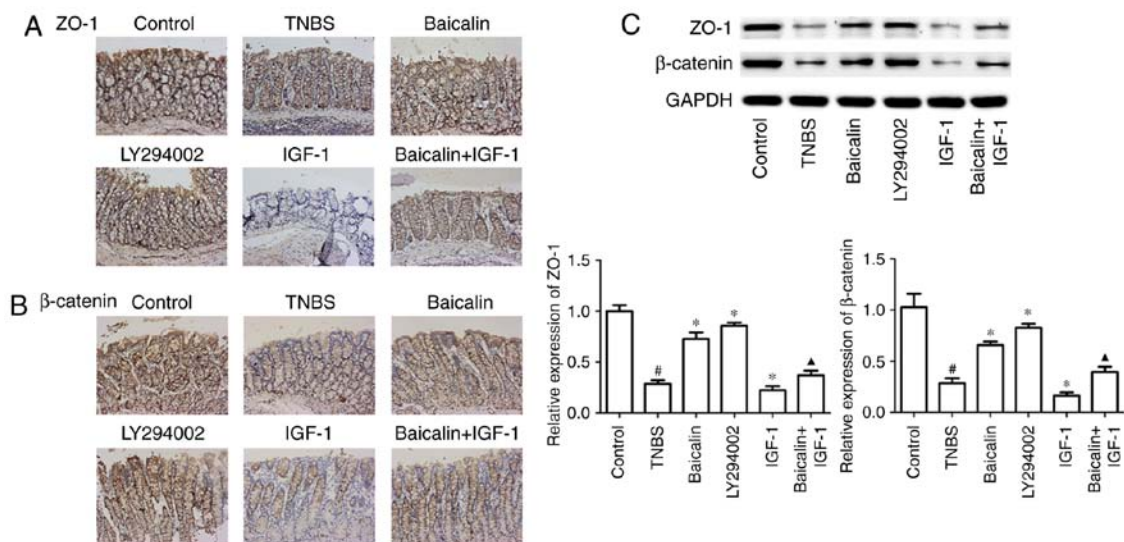 A ZO-1 Control TNBS Baicalin
LY294002 IGF-1 Baicalin+IGF-1
B β-catenin Control TNBS Baicalin
LY294002 IGF-1 Baicalin+IGF-1
C
ZO-1
β-catenin
GAPDH
Control
TNBS
Baicalin
LY294002
IGF-1
Baicalin+
IGF-1
Relative expression of ZO-1
1.5
1.0
0.5
0.0
#
*
*
*
▲
Control
TNBS
Baicalin
LY294002
IGF-1
Baicalin+
IGF-1
Relative expression of β-catenin
1.5
1.0
0.5
0.0
#
*
*
*
▲
Control
TNBS
Baicalin
LY294002
IGF-1
Baicalin+
IGF-1